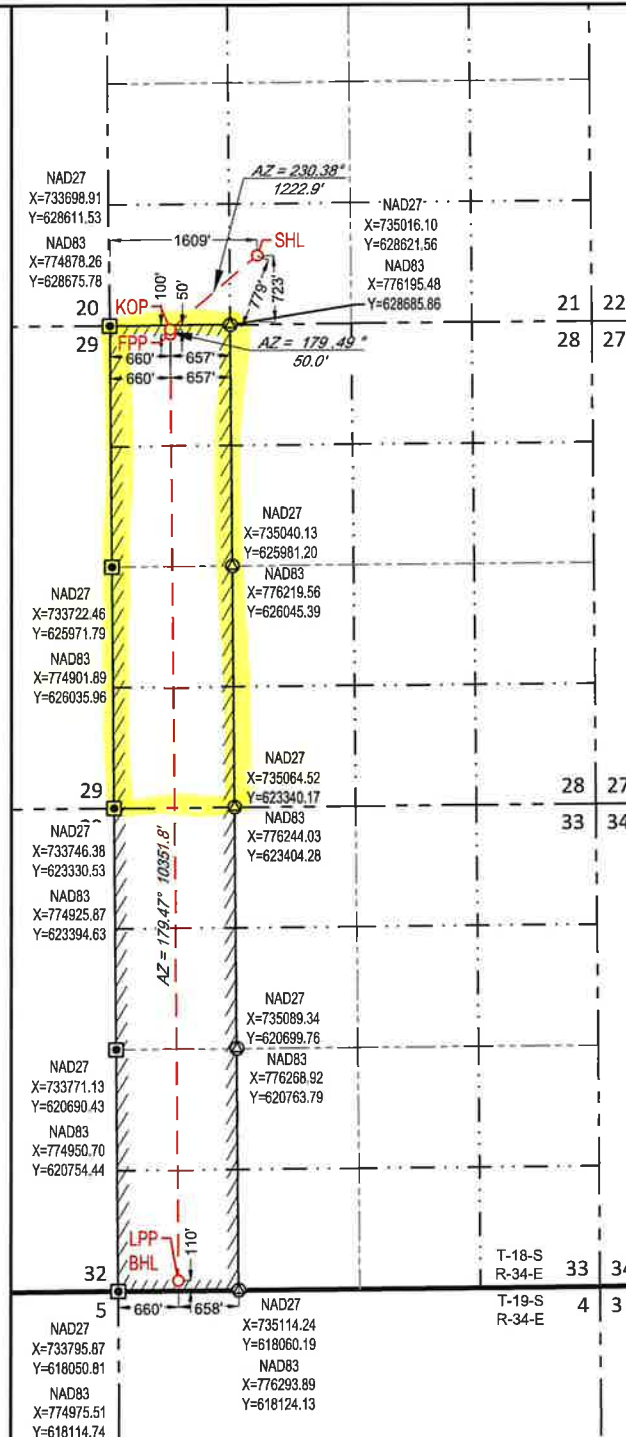 NAD27
X=733698.91
Y=628611.53
NAD83
X=774878.26
Y=628675.78
AZ = 230.38°
1222.9'
NAD27
X=735016.10
Y=628621.56
NAD83
X=776195.48
Y=628685.86
1609'
SHL
100'
50'
779'
723'
20
KOP
21
22
29
FPP
AZ = 179.49 °
50.0'
28
27
660'
657'
660'
657'
NAD27
X=735040.13
Y=625981.20
NAD83
X=776219.56
Y=626045.39
NAD27
X=733722.46
Y=625971.79
NAD83
X=774901.89
Y=626035.96
NAD27
X=735064.52
Y=623340.17
NAD83
X=776244.03
Y=623404.28
29
28
27
33
34
NAD27
X=733746.38
Y=623330.53
NAD83
X=774925.87
Y=623394.63
AZ = 179.47° 10351.8'
NAD27
X=735089.34
Y=620699.76
NAD83
X=776268.92
Y=620763.79
NAD27
X=733771.13
Y=620690.43
NAD83
X=774950.70
Y=620754.44
LPP
BHL
110'
32
T-18-S
R-34-E
33
34
5
660'
658'
T-19-S
R-34-E
4
3
NAD27
X=733795.87
Y=618050.81
NAD83
X=774975.51
Y=618114.74
NAD27
X=735114.24
Y=618060.19
NAD83
X=776293.89
Y=618124.13